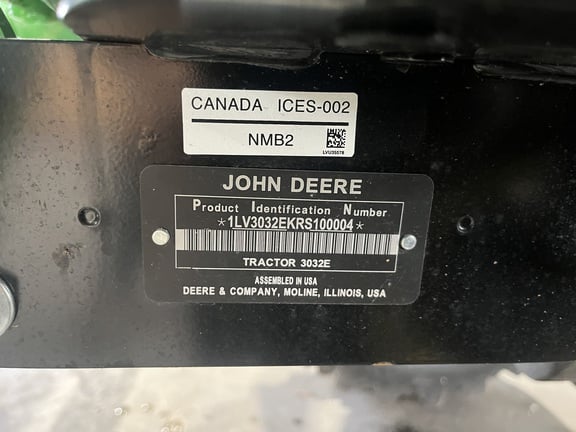 CANADA ICES-002
NMB2
LVU35578
JOHN DEERE
Product Identification Number
*1LV3032EKRS100004*
TRACTOR 3032E
ASSEMBLED IN USA
DEERE & COMPANY, MOLINE, ILLINOIS, USA